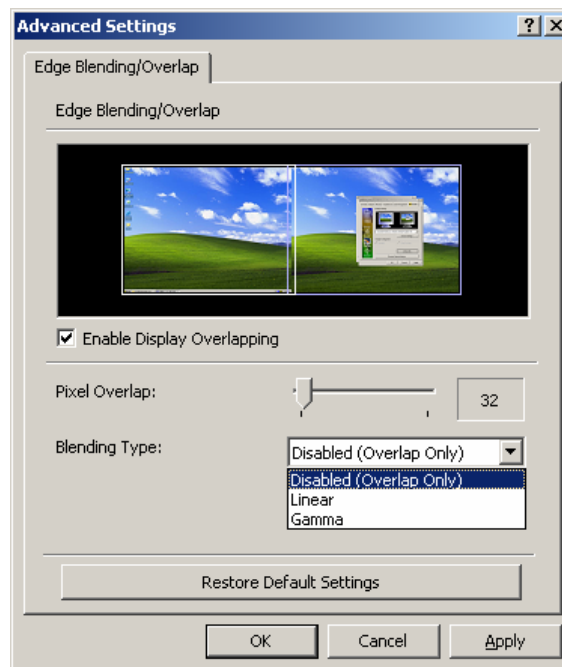 Advanced Settings
Edge Blending/Overlap
Edge Blending/Overlap
Enable Display Overlapping
Pixel Overlap:
32
Blending Type:
Disabled (Overlap Only)
Disabled (Overlap Only)
Linear
Gamma
Restore Default Settings
OK
Cancel
Apply